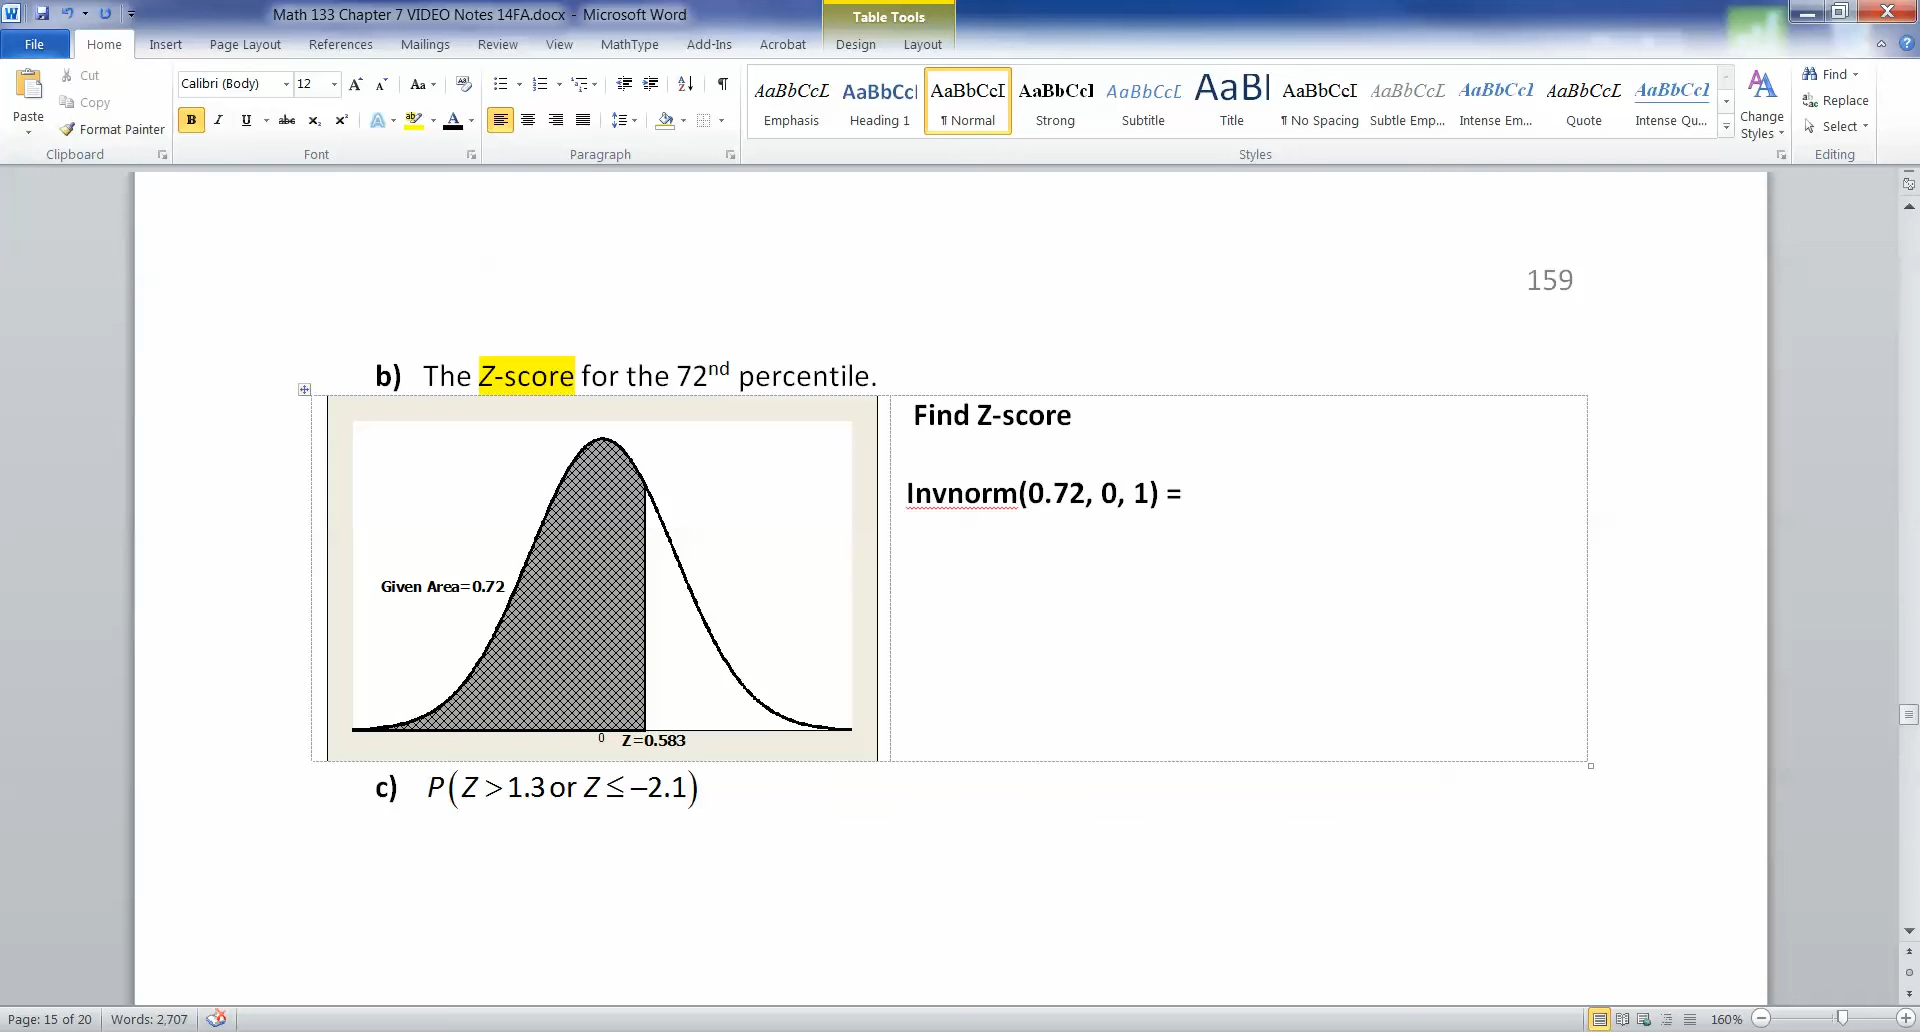 Math 133 Chapter 7 VIDEO Notes 14FA.docx - Microsoft Word
Table Tools
File Home Insert Page Layout References Mailings Review View MathType Add-Ins Acrobat Design Layout
Paste
Cut
Copy
Format Painter
Calibri (Body) 12
B I U abc x₂ x²
AaBbCcL AaBbCcI AaBbCcI AaBbCcI AaBbCcL AaBI AaBbCcI AaBbCcL AaBbCcI AaBbCcL AaBbCcI
Emphasis Heading 1 ¶ Normal Strong Subtitle Title ¶ No Spacing Subtle Emp... Intense Em... Quote Intense Qu...
Change Styles
Find
Replace
Select
Clipboard Font Paragraph Styles Editing
159
b) The Z-score for the 72nd percentile.
Find Z-score
Invnorm(0.72, 0, 1) =
Given Area=0.72
0 Z=0.583
c) P(Z > 1.3 or Z ≤ −2.1)
Page: 15 of 20 Words: 2,707 160%